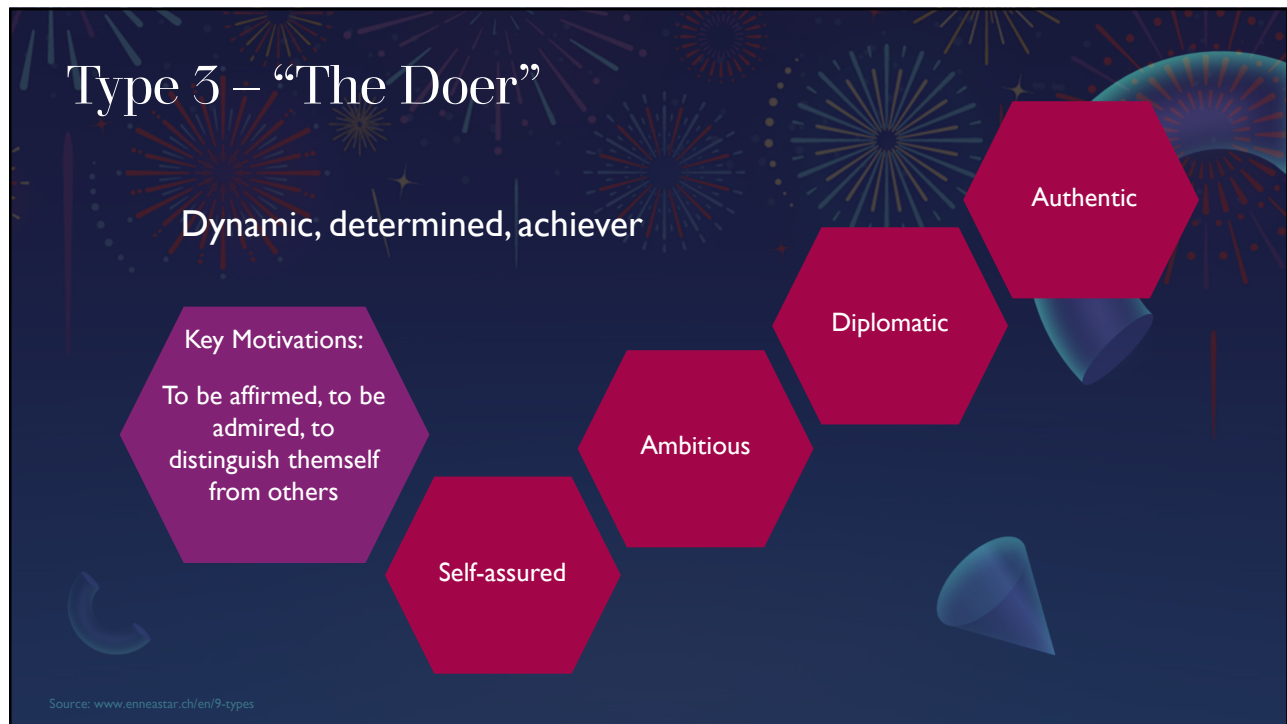 Type 3 – “The Doer”
Dynamic, determined, achiever
Key Motivations:
To be affirmed, to be
admired, to
distinguish themself
from others
Self-assured
Ambitious
Diplomatic
Authentic
Source: www.enneastar.ch/en/9-types